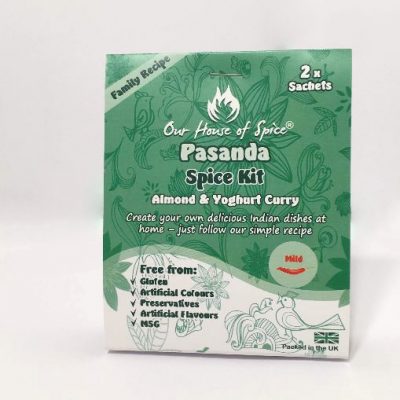 Family Recipe
2 x
Sachets
Our House of Spice®
Pasanda
Spice Kit
Almond & Yoghurt Curry
Create your own delicious Indian dishes at
home – just follow our simple recipe
Mild
Free from:
✓ Gluten
✓ Artificial Colours
✓ Preservatives
✓ Artificial Flavours
✓ MSG
Packed in the UK